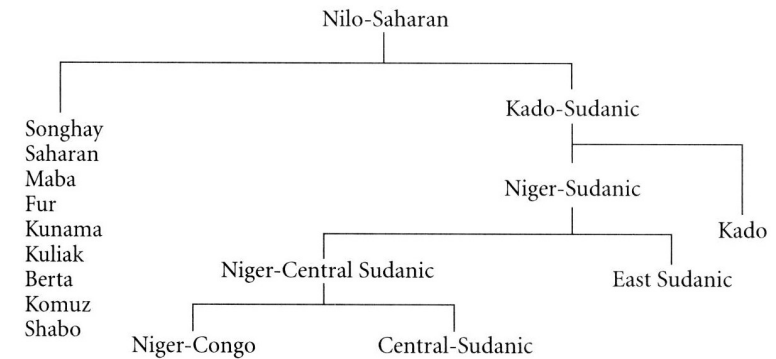 Nilo-Saharan
Kado-Sudanic
Songhay
Saharan
Maba
Fur
Kunama
Kuliak
Berta
Komuz
Shabo
Niger-Sudanic
Kado
Niger-Central Sudanic
East Sudanic
Niger-Congo
Central-Sudanic